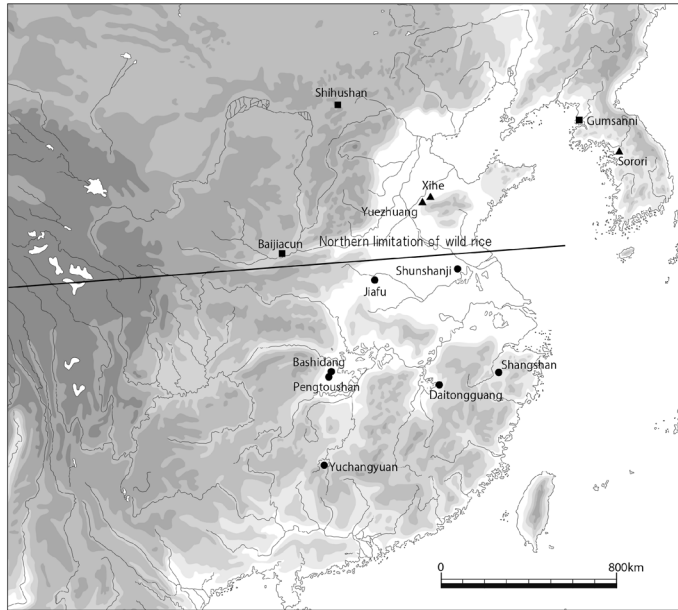 Shihushan
Gumsanni
Sorori
Xihe
Yuezhuang
Northern limitation of wild rice
Baijiacun
Shunshanji
Jiafu
Bashidang
Pengtoushan
Shangshan
Daitongguang
Yuchangyuan
0 800km